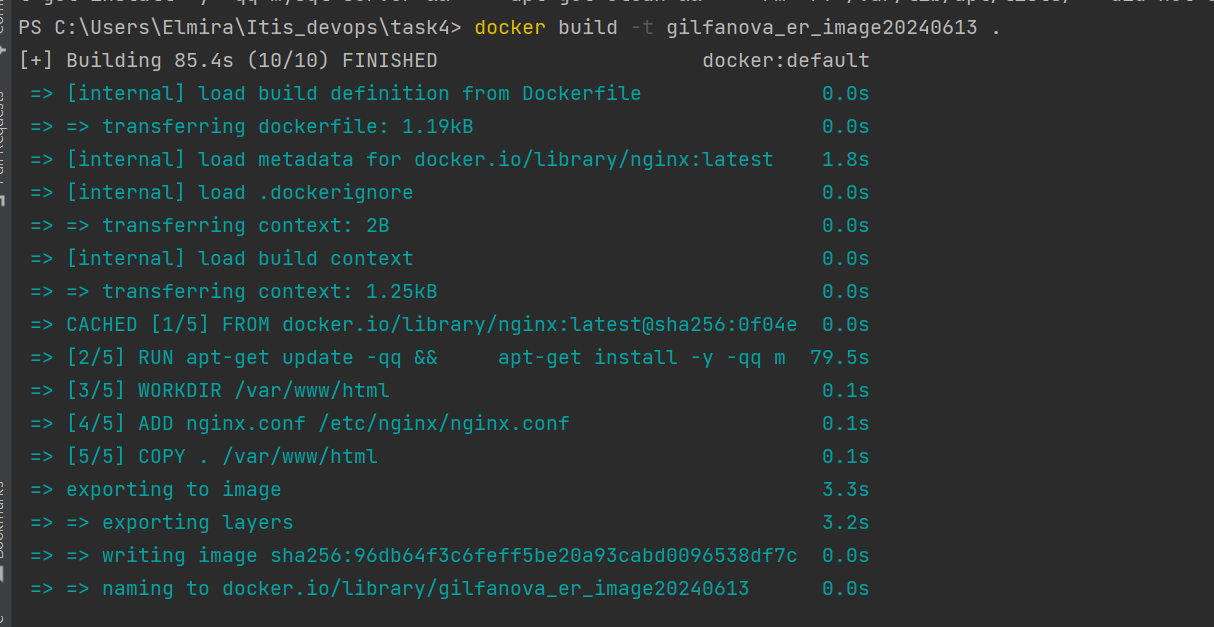 PS C:\Users\Elmira\Itis_devops\task4> docker build -t gilfanova_er_image20240613 .
[+] Building 85.4s (10/10) FINISHED docker:default
=> [internal] load build definition from Dockerfile 0.0s
=> => transferring dockerfile: 1.19kB 0.0s
=> [internal] load metadata for docker.io/library/nginx:latest 1.8s
=> [internal] load .dockerignore 0.0s
=> => transferring context: 2B 0.0s
=> [internal] load build context 0.0s
=> => transferring context: 1.25kB 0.0s
=> CACHED [1/5] FROM docker.io/library/nginx:latest@sha256:0f04e 0.0s
=> [2/5] RUN apt-get update -qq && apt-get install -y -qq m 79.5s
=> [3/5] WORKDIR /var/www/html 0.1s
=> [4/5] ADD nginx.conf /etc/nginx/nginx.conf 0.1s
=> [5/5] COPY . /var/www/html 0.1s
=> exporting to image 3.3s
=> => exporting layers 3.2s
=> => writing image sha256:96db64f3c6feff5be20a93cabd0096538df7c 0.0s
=> => naming to docker.io/library/gilfanova_er_image20240613 0.0s